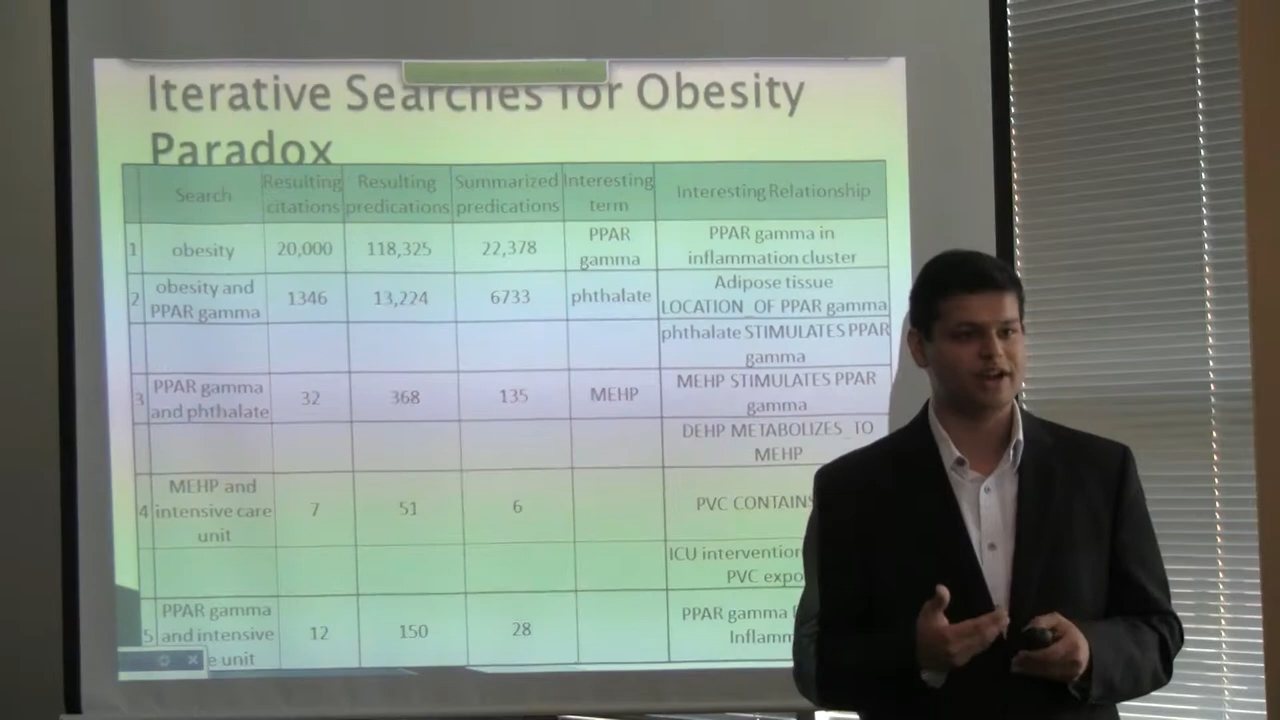 Iterative Searches for Obesity
Paradox
Search Resulting citations Resulting predications Summarized predications Interesting term Interesting Relationship
1 obesity 20,000 118,325 22,378 PPAR gamma PPAR gamma in inflammation cluster
2 obesity and PPAR gamma 1346 13,224 6733 phthalate Adipose tissue LOCATION_OF PPAR gamma
phthalate STIMULATES PPAR gamma
3 PPAR gamma and phthalate 32 368 135 MEHP MEHP STIMULATES PPAR gamma
DEHP METABOLIZES_TO MEHP
4 MEHP and intensive care unit 7 51 6 PVC CONTAINS
ICU intervention PVC expo
5 PPAR gamma and intensive e unit 12 150 28 PPAR gamma Inflamm